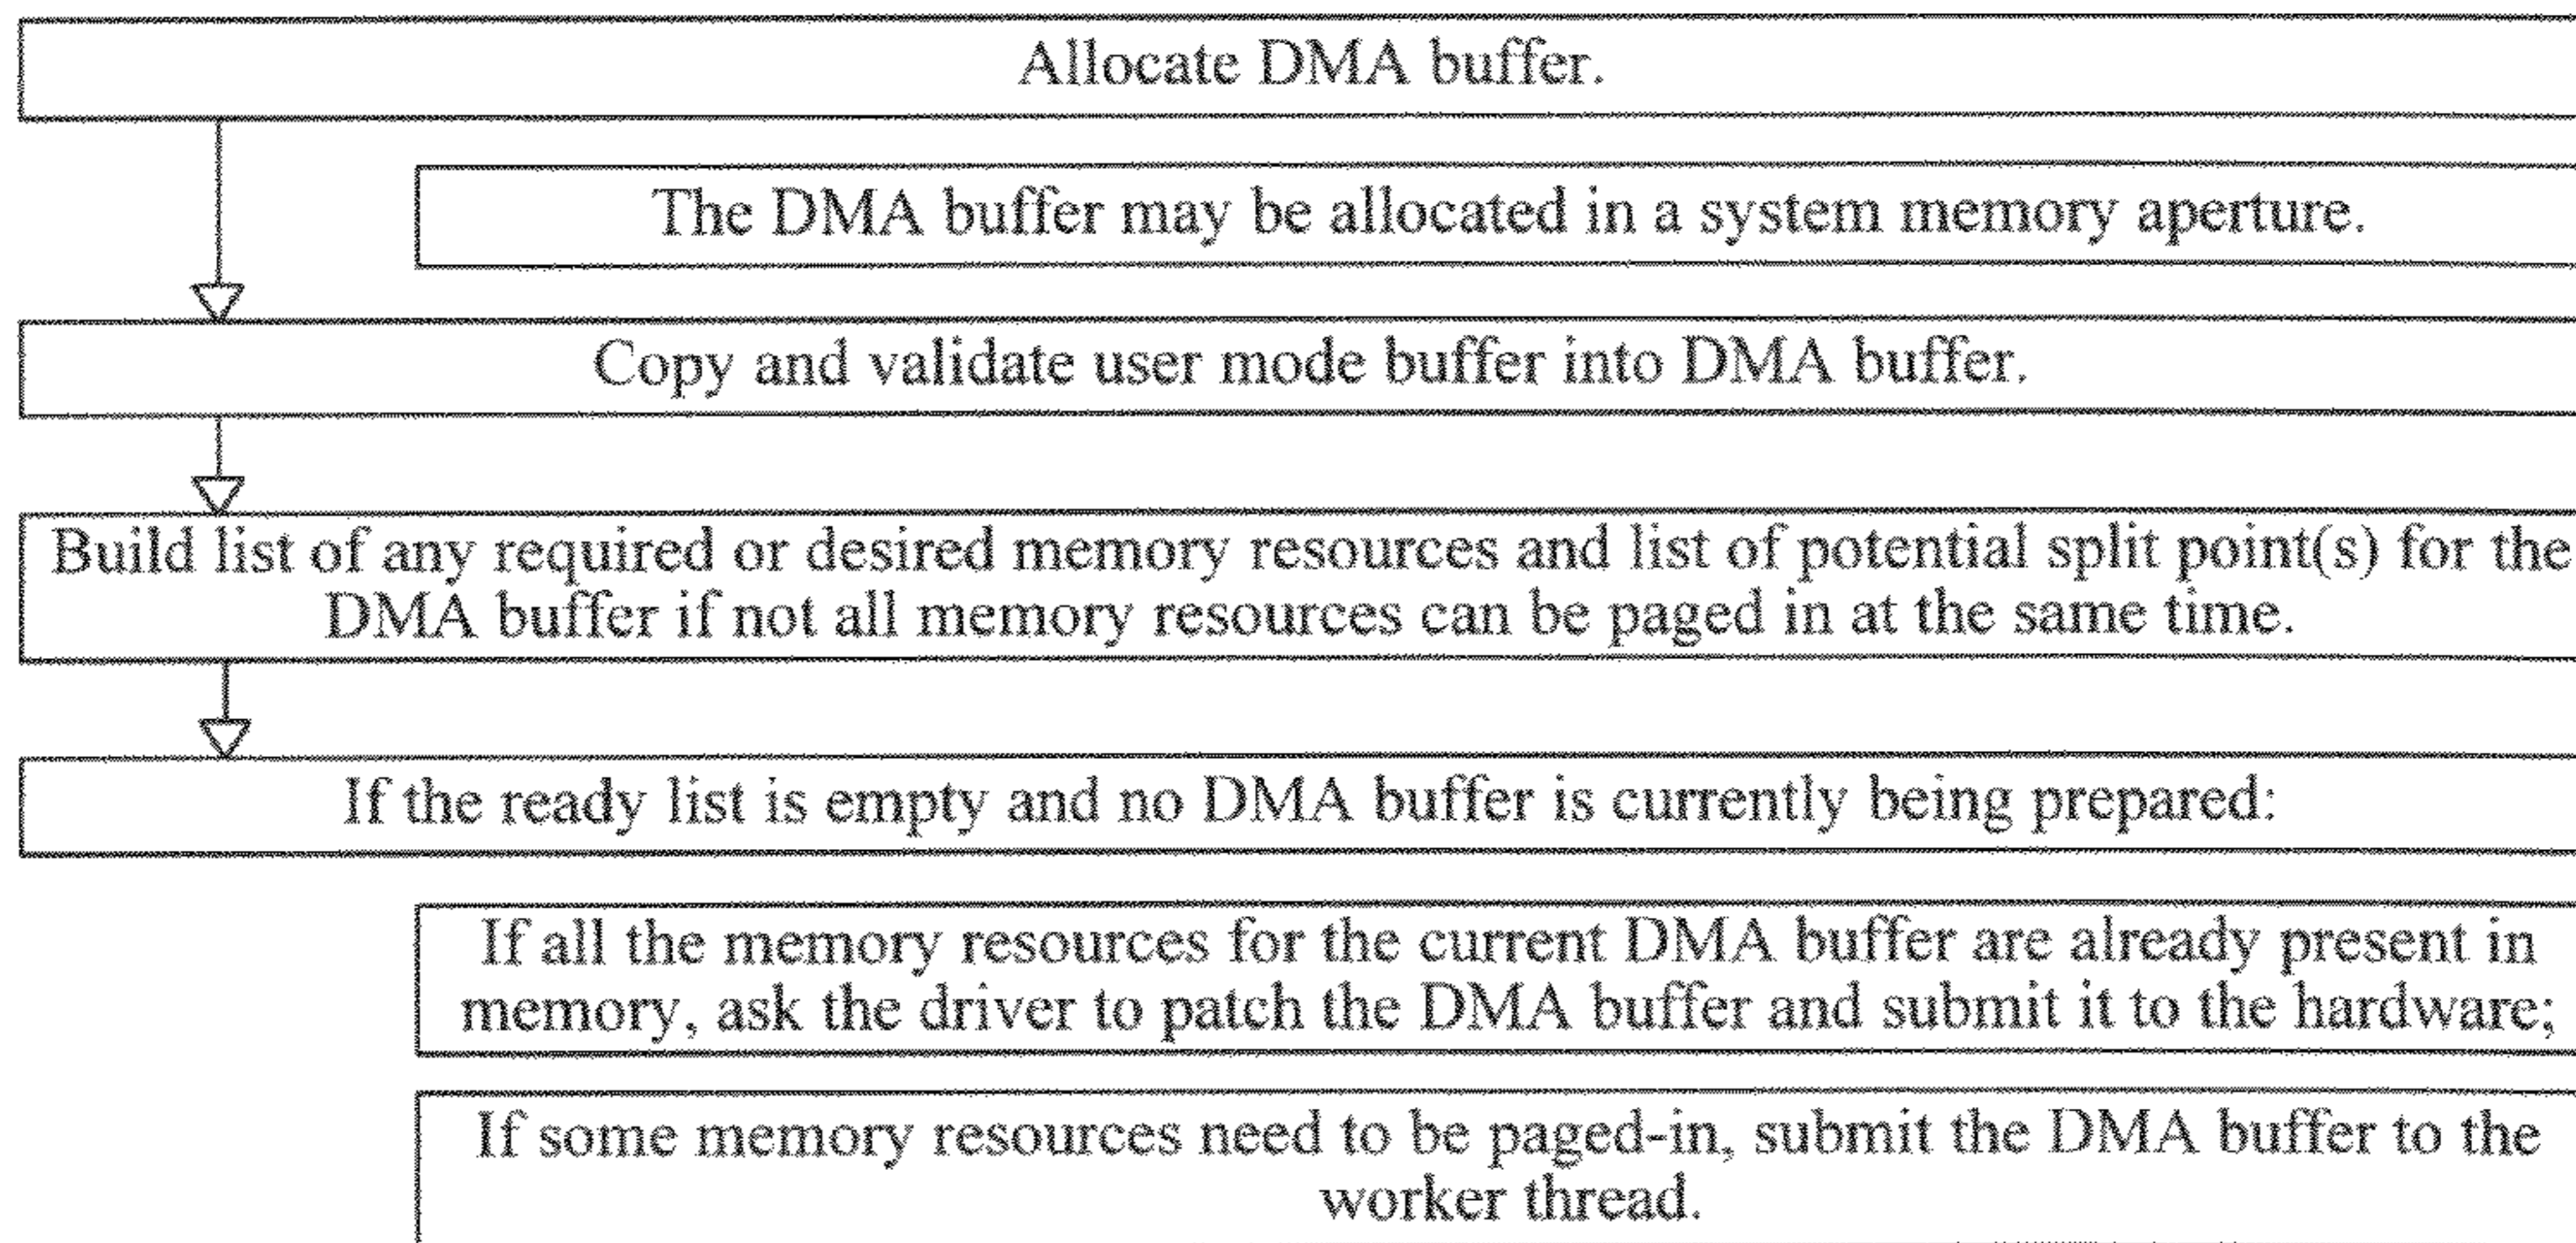 Allocate DMA buffer.
The DMA buffer may be allocated in a system memory aperture.
Copy and validate user mode buffer into DMA buffer.
Build list of any required or desired memory resources and list of potential split point(s) for the
DMA buffer if not all memory resources can be paged in at the same time.
If the ready list is empty and no DMA buffer is currently being prepared:
If all the memory resources for the current DMA buffer are already present in
memory, ask the driver to patch the DMA buffer and submit it to the hardware;
If some memory resources need to be paged-in, submit the DMA buffer to the
worker thread.